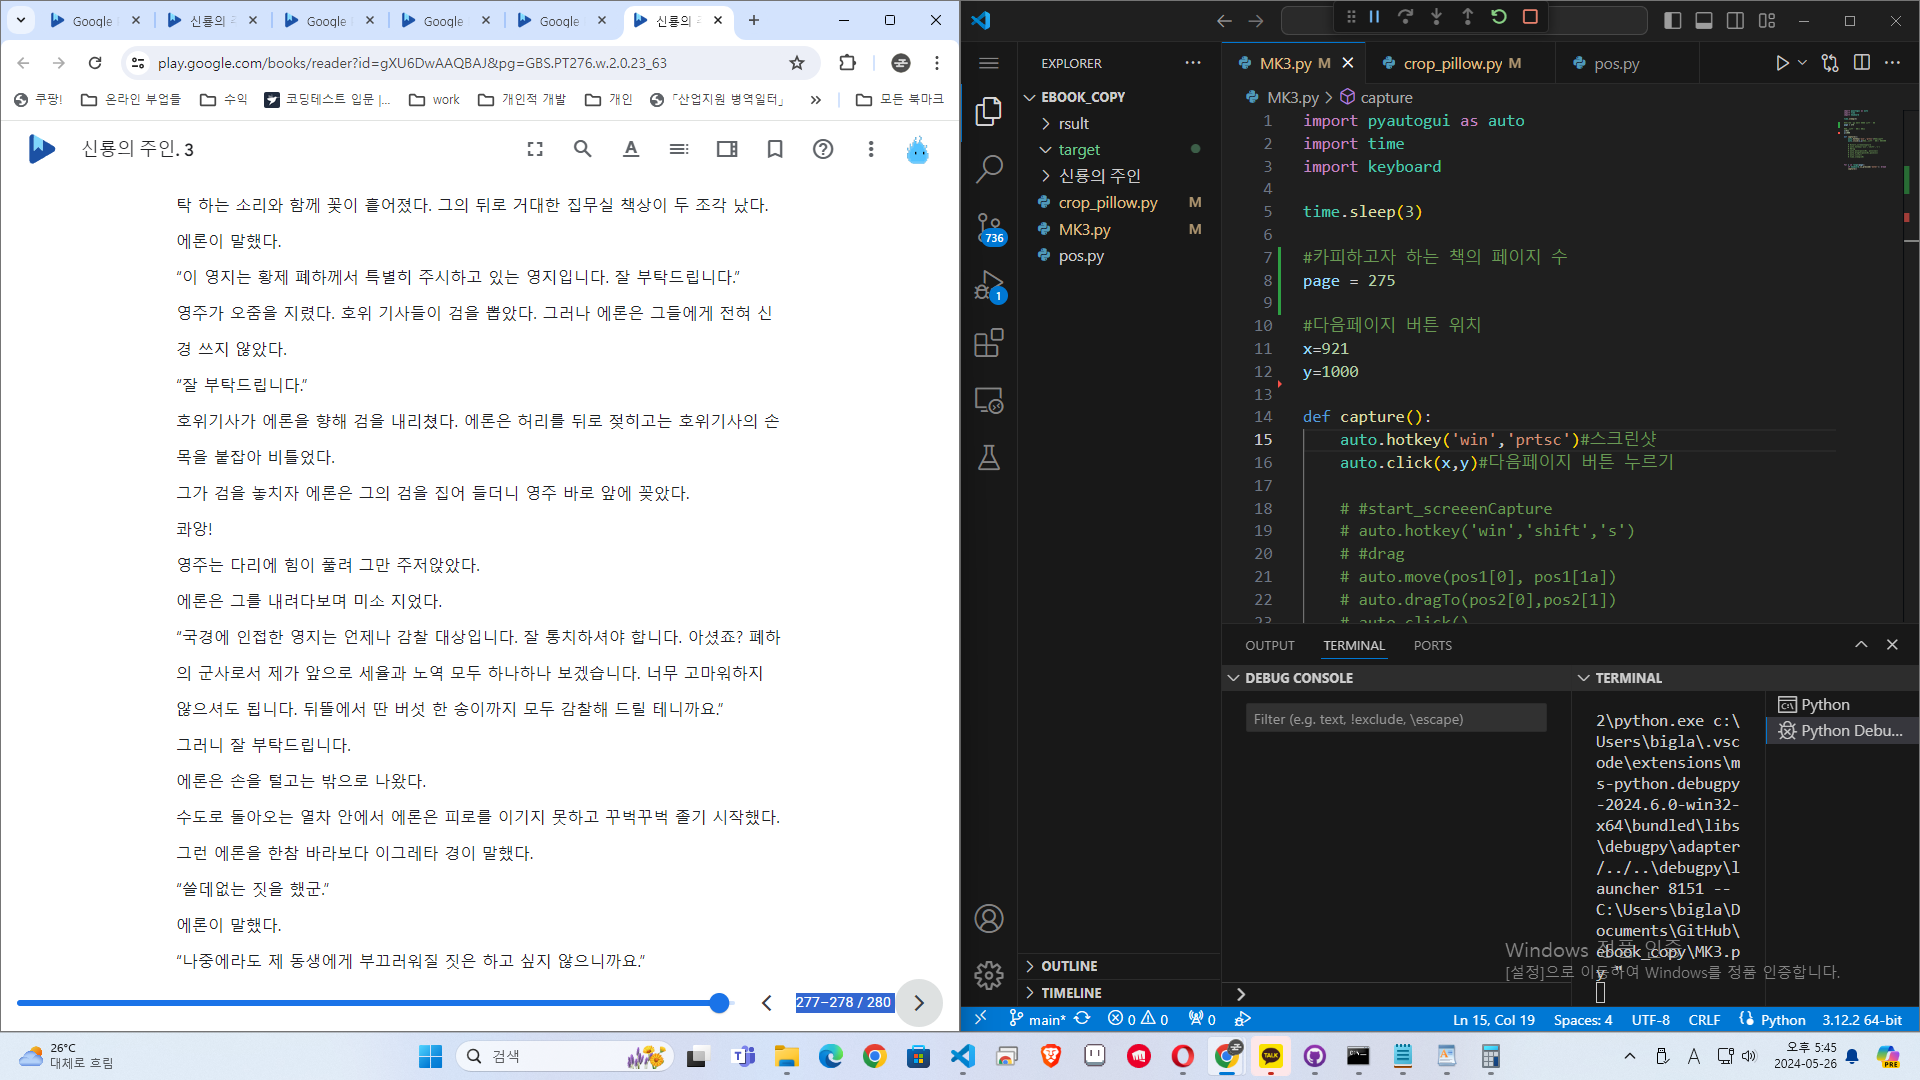 Google
신룡의 주
Google
Google
Google
신룡의 주
play.google.com/books/reader?id=gXU6DwAAQBAJ&pg=GBS.PT276.w.2.0.23_63
쿠팡!
온라인 부업들
수익
코딩테스트 입문 |...
work
개인적 개발
개인
「산업지원 병역일터」
모든 북마크
신룡의 주인. 3
탁 하는 소리와 함께 꽃이 흩어졌다. 그의 뒤로 거대한 집무실 책상이 두 조각 났다.
에론이 말했다.
“이 영지는 황제 폐하께서 특별히 주시하고 있는 영지입니다. 잘 부탁드립니다.”
영주가 오줌을 지렸다. 호위 기사들이 검을 뽑았다. 그러나 에론은 그들에게 전혀 신
경 쓰지 않았다.
“잘 부탁드립니다.”
호위기사가 에론을 향해 검을 내리쳤다. 에론은 허리를 뒤로 젖히고는 호위기사의 손
목을 붙잡아 비틀었다.
그가 검을 놓치자 에론은 그의 검을 집어 들더니 영주 바로 앞에 꽂았다.
콰앙!
영주는 다리에 힘이 풀려 그만 주저앉았다.
에론은 그를 내려다보며 미소 지었다.
“국경에 인접한 영지는 언제나 감찰 대상입니다. 잘 통치하셔야 합니다. 아셨죠? 폐하
의 군사로서 제가 앞으로 세율과 노역 모두 하나하나 보겠습니다. 너무 고마워하지
않으셔도 됩니다. 뒤뜰에서 딴 버섯 한 송이까지 모두 감찰해 드릴 테니까요.”
그러니 잘 부탁드립니다.
에론은 손을 털고는 밖으로 나왔다.
수도로 돌아오는 열차 안에서 에론은 피로를 이기지 못하고 꾸벅꾸벅 졸기 시작했다.
그런 에론을 한참 바라보다 이그레타 경이 말했다.
“쓸데없는 짓을 했군.”
에론이 말했다.
“나중에라도 제 동생에게 부끄러워질 짓은 하고 싶지 않으니까요.”
277–278 / 280
EXPLORER
EBOOK_COPY
rsult
target
신룡의 주인
crop_pillow.py M
MK3.py M
pos.py
736
1
OUTLINE
TIMELINE
MK3.py M
crop_pillow.py M
pos.py
MK3.py > capture
1 import pyautogui as auto
2 import time
3 import keyboard
4
5 time.sleep(3)
6
7 #카피하고자 하는 책의 페이지 수
8 page = 275
9
10 #다음페이지 버튼 위치
11 x=921
12 y=1000
13
14 def capture():
15 auto.hotkey('win','prtsc')#스크린샷
16 auto.click(x,y)#다음페이지 버튼 누르기
17
18 # #start_screeenCapture
19 # auto.hotkey('win','shift','s')
20 # #drag
21 # auto.move(pos1[0], pos1[1a])
22 # auto.dragTo(pos2[0],pos2[1])
23 # auto.click()
OUTPUT
TERMINAL
PORTS
DEBUG CONSOLE
Filter (e.g. text, !exclude, \escape)
TERMINAL
2\python.exe c:\
Users\bigla\.vsc
ode\extensions\m
s-python.debugpy
-2024.6.0-win32-
x64\bundled\libs
\debugpy\adapter
/../..\debugpy\l
auncher 8151 --
C:\Users\bigla\D
ocuments\GitHub\
ebook_copy\MK3.p
y "
Python
Python Debu...
Windows 정품 인증
[설정]으로 이동하여 Windows를 정품 인증합니다.
main*
0 0
0
Ln 15, Col 19
Spaces: 4
UTF-8
CRLF
Python
3.12.2 64-bit
26°C
대체로 흐림
검색
TALK
PRE
A
오후 5:45
2024-05-26